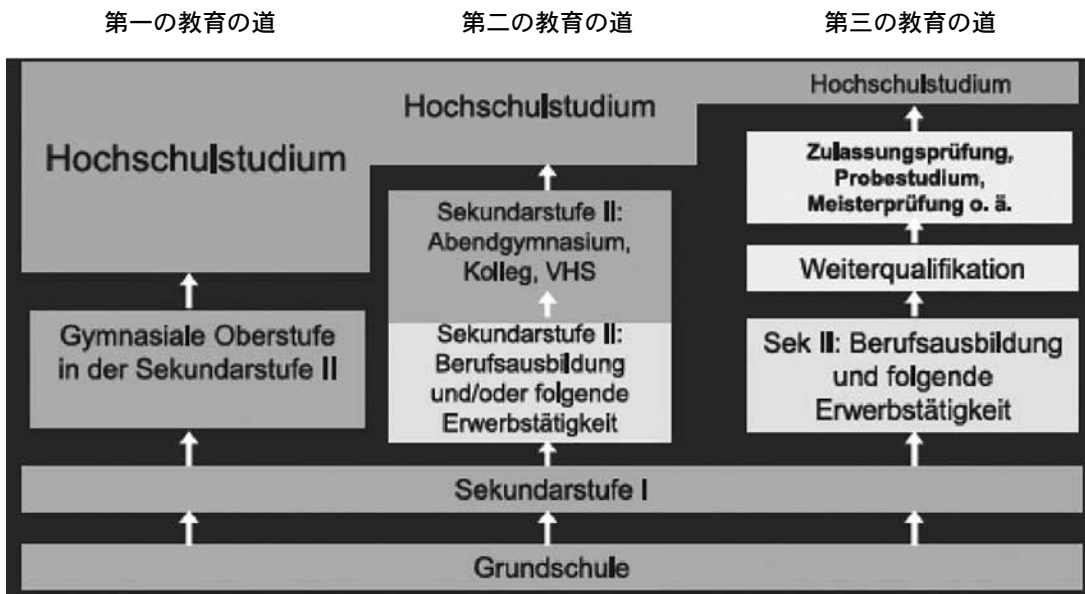 第一の教育の道
第二の教育の道
第三の教育の道
Hochschulstudium
Hochschulstudium
Hochschulstudium
Zulassungsprüfung,
Probestudium,
Meisterprüfung o. ä.
Sekundarstufe II:
Abendgymnasium,
Kolleg, VHS
Weiterqualifikation
Gymnasiale Oberstufe
in der Sekundarstufe II
Sekundarstufe II:
Berufsausbildung
und/oder folgende
Erwerbstätigkeit
Sek II: Berufsausbildung
und folgende
Erwerbstätigkeit
Sekundarstufe I
Grundschule